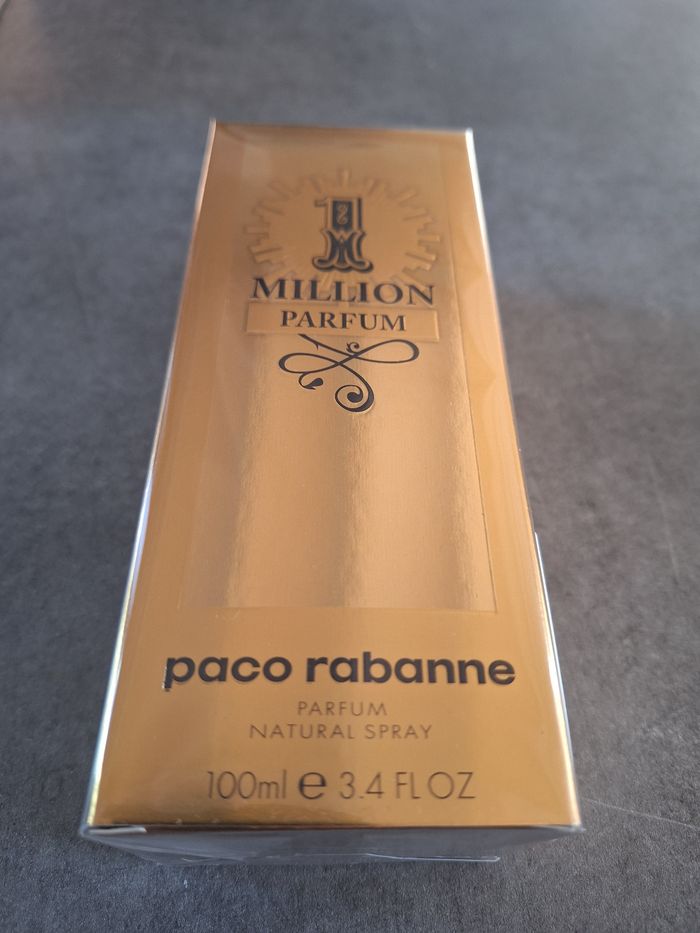 1
MILLION
PARFUM
paco rabanne
PARFUM
NATURAL SPRAY
100ml e 3.4 FL OZ